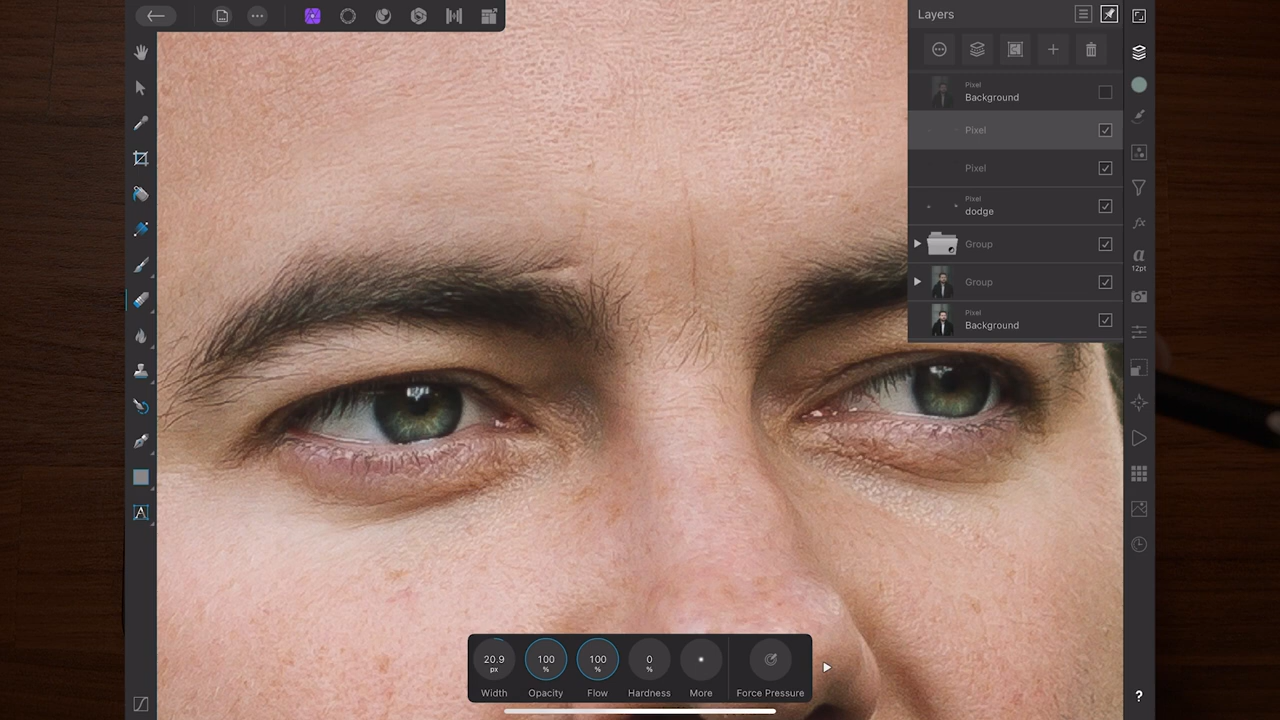 Layers
Pixel
Background
Pixel
Pixel
Pixel
dodge
Group
Group
Pixel
Background
a
12pt
A
20.9
px
100
%
100
%
0
%
Width
Opacity
Flow
Hardness
More
Force Pressure
?